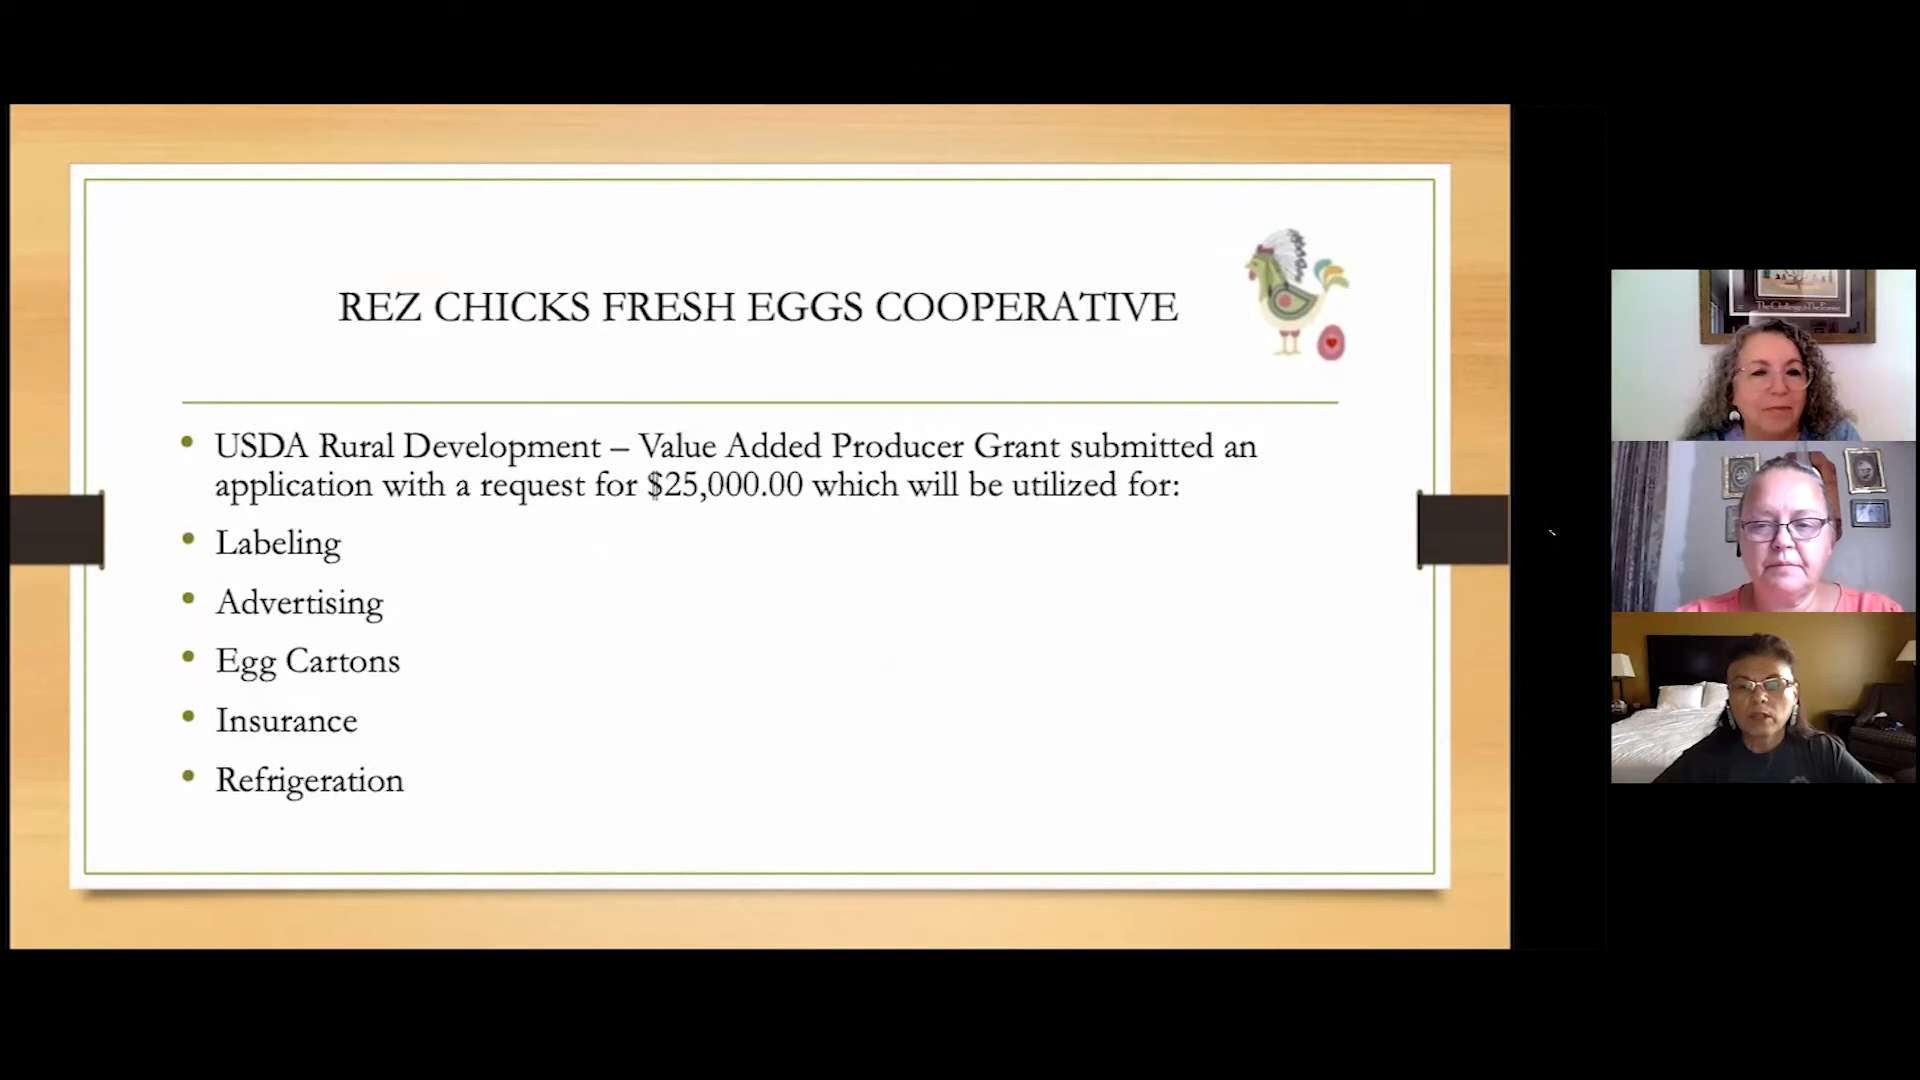 REZ CHICKS FRESH EGGS COOPERATIVE
• USDA Rural Development – Value Added Producer Grant submitted an
application with a request for $25,000.00 which will be utilized for:
• Labeling
• Advertising
• Egg Cartons
• Insurance
• Refrigeration